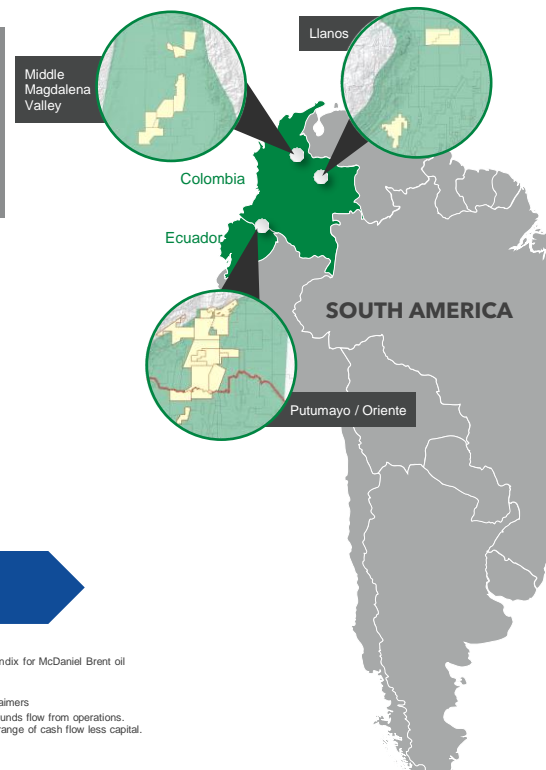 Llanos
Middle
Magdalena
Valley
Colombia
Ecuador
SOUTH AMERICA
Putumayo / Oriente
ndix for McDaniel Brent oil
aimers
unds flow from operations.
range of cash flow less capital.